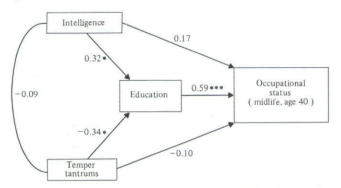 Intelligence
0.17
0.32•
-0.09
Education
0.59•••
Occupational
status
( midlife, age 40 )
-0.34•
-0.10
Temper
tantrums